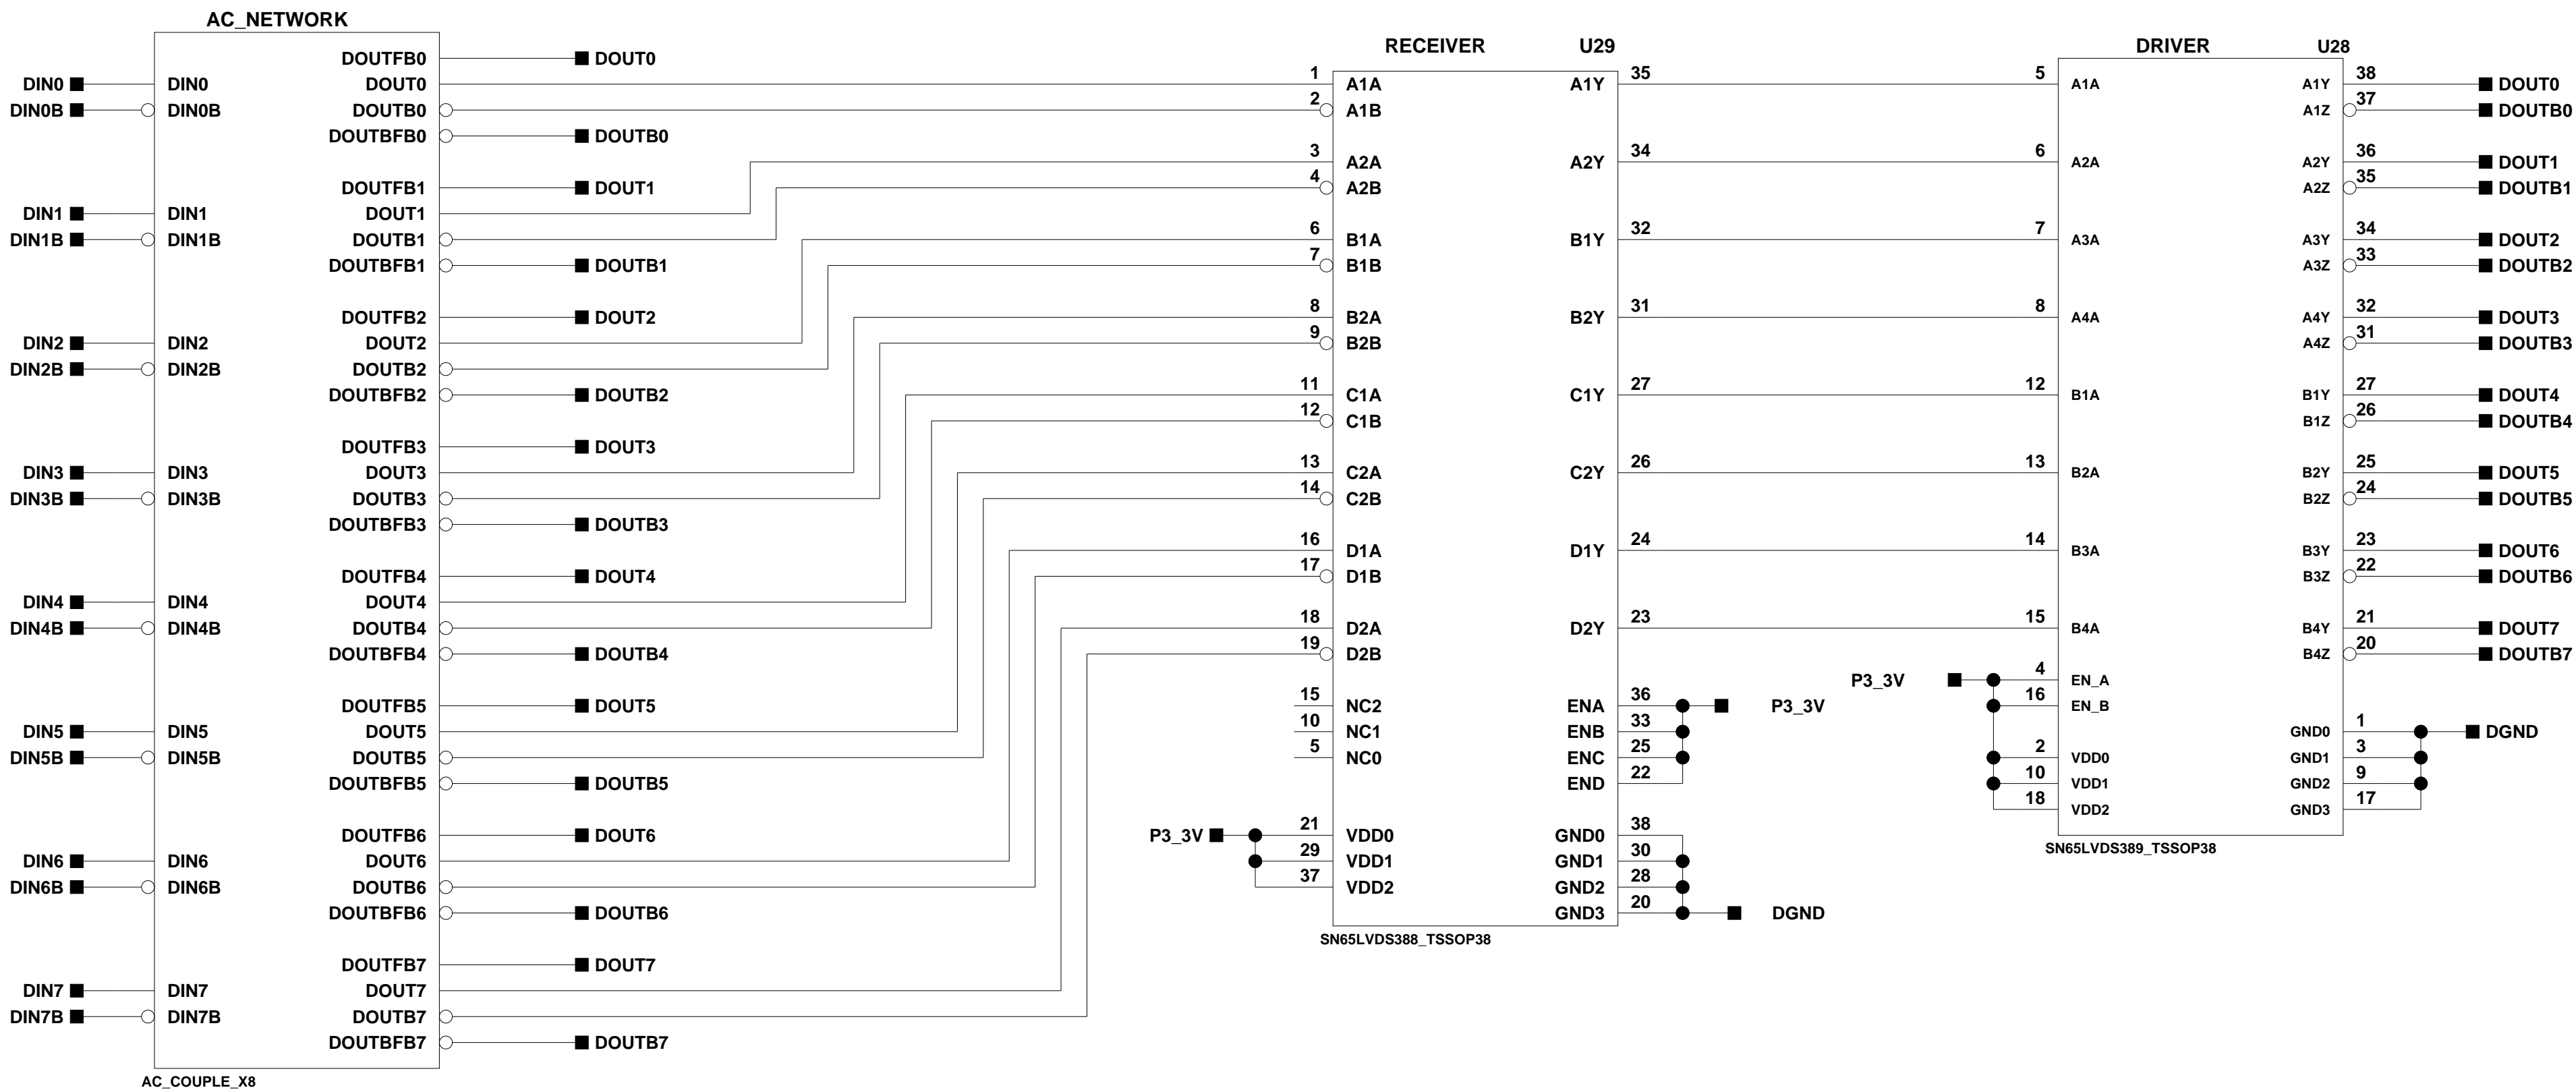 AC_NETWORK
DIN0 DIN0
DIN0B DIN0B
DIN1 DIN1
DIN1B DIN1B
DIN2 DIN2
DIN2B DIN2B
DIN3 DIN3
DIN3B DIN3B
DIN4 DIN4
DIN4B DIN4B
DIN5 DIN5
DIN5B DIN5B
DIN6 DIN6
DIN6B DIN6B
DIN7 DIN7
DIN7B DIN7B
DOUTFB0 DOUT0
DOUT0
DOUTB0
DOUTBFB0 DOUTB0
DOUTFB1 DOUT1
DOUT1
DOUTB1
DOUTBFB1 DOUTB1
DOUTFB2 DOUT2
DOUT2
DOUTB2
DOUTBFB2 DOUTB2
DOUTFB3 DOUT3
DOUT3
DOUTB3
DOUTBFB3 DOUTB3
DOUTFB4 DOUT4
DOUT4
DOUTB4
DOUTBFB4 DOUTB4
DOUTFB5 DOUT5
DOUT5
DOUTB5
DOUTBFB5 DOUTB5
DOUTFB6 DOUT6
DOUT6
DOUTB6
DOUTBFB6 DOUTB6
DOUTFB7 DOUT7
DOUT7
DOUTB7
DOUTBFB7 DOUTB7
AC_COUPLE_X8
RECEIVER U29
1 A1A A1Y 35
2 A1B
3 A2A A2Y 34
4 A2B
6 B1A B1Y 32
7 B1B
8 B2A B2Y 31
9 B2B
11 C1A C1Y 27
12 C1B
13 C2A C2Y 26
14 C2B
16 D1A D1Y 24
17 D1B
18 D2A D2Y 23
19 D2B
15 NC2 ENA 36 P3_3V
10 NC1 ENB 33
5 NC0 ENC 25
END 22
P3_3V 21 VDD0 GND0 38
29 VDD1 GND1 30
37 VDD2 GND2 28
GND3 20 DGND
SN65LVDS388_TSSOP38
DRIVER U28
5 A1A A1Y 38 DOUT0
A1Z 37 DOUTB0
6 A2A A2Y 36 DOUT1
A2Z 35 DOUTB1
7 A3A A3Y 34 DOUT2
A3Z 33 DOUTB2
8 A4A A4Y 32 DOUT3
A4Z 31 DOUTB3
12 B1A B1Y 27 DOUT4
B1Z 26 DOUTB4
13 B2A B2Y 25 DOUT5
B2Z 24 DOUTB5
14 B3A B3Y 23 DOUT6
B3Z 22 DOUTB6
15 B4A B4Y 21 DOUT7
B4Z 20 DOUTB7
P3_3V 4 EN_A
16 EN_B
GND0 1 DGND
2 VDD0 GND1 3
10 VDD1 GND2 9
18 VDD2 GND3 17
SN65LVDS389_TSSOP38